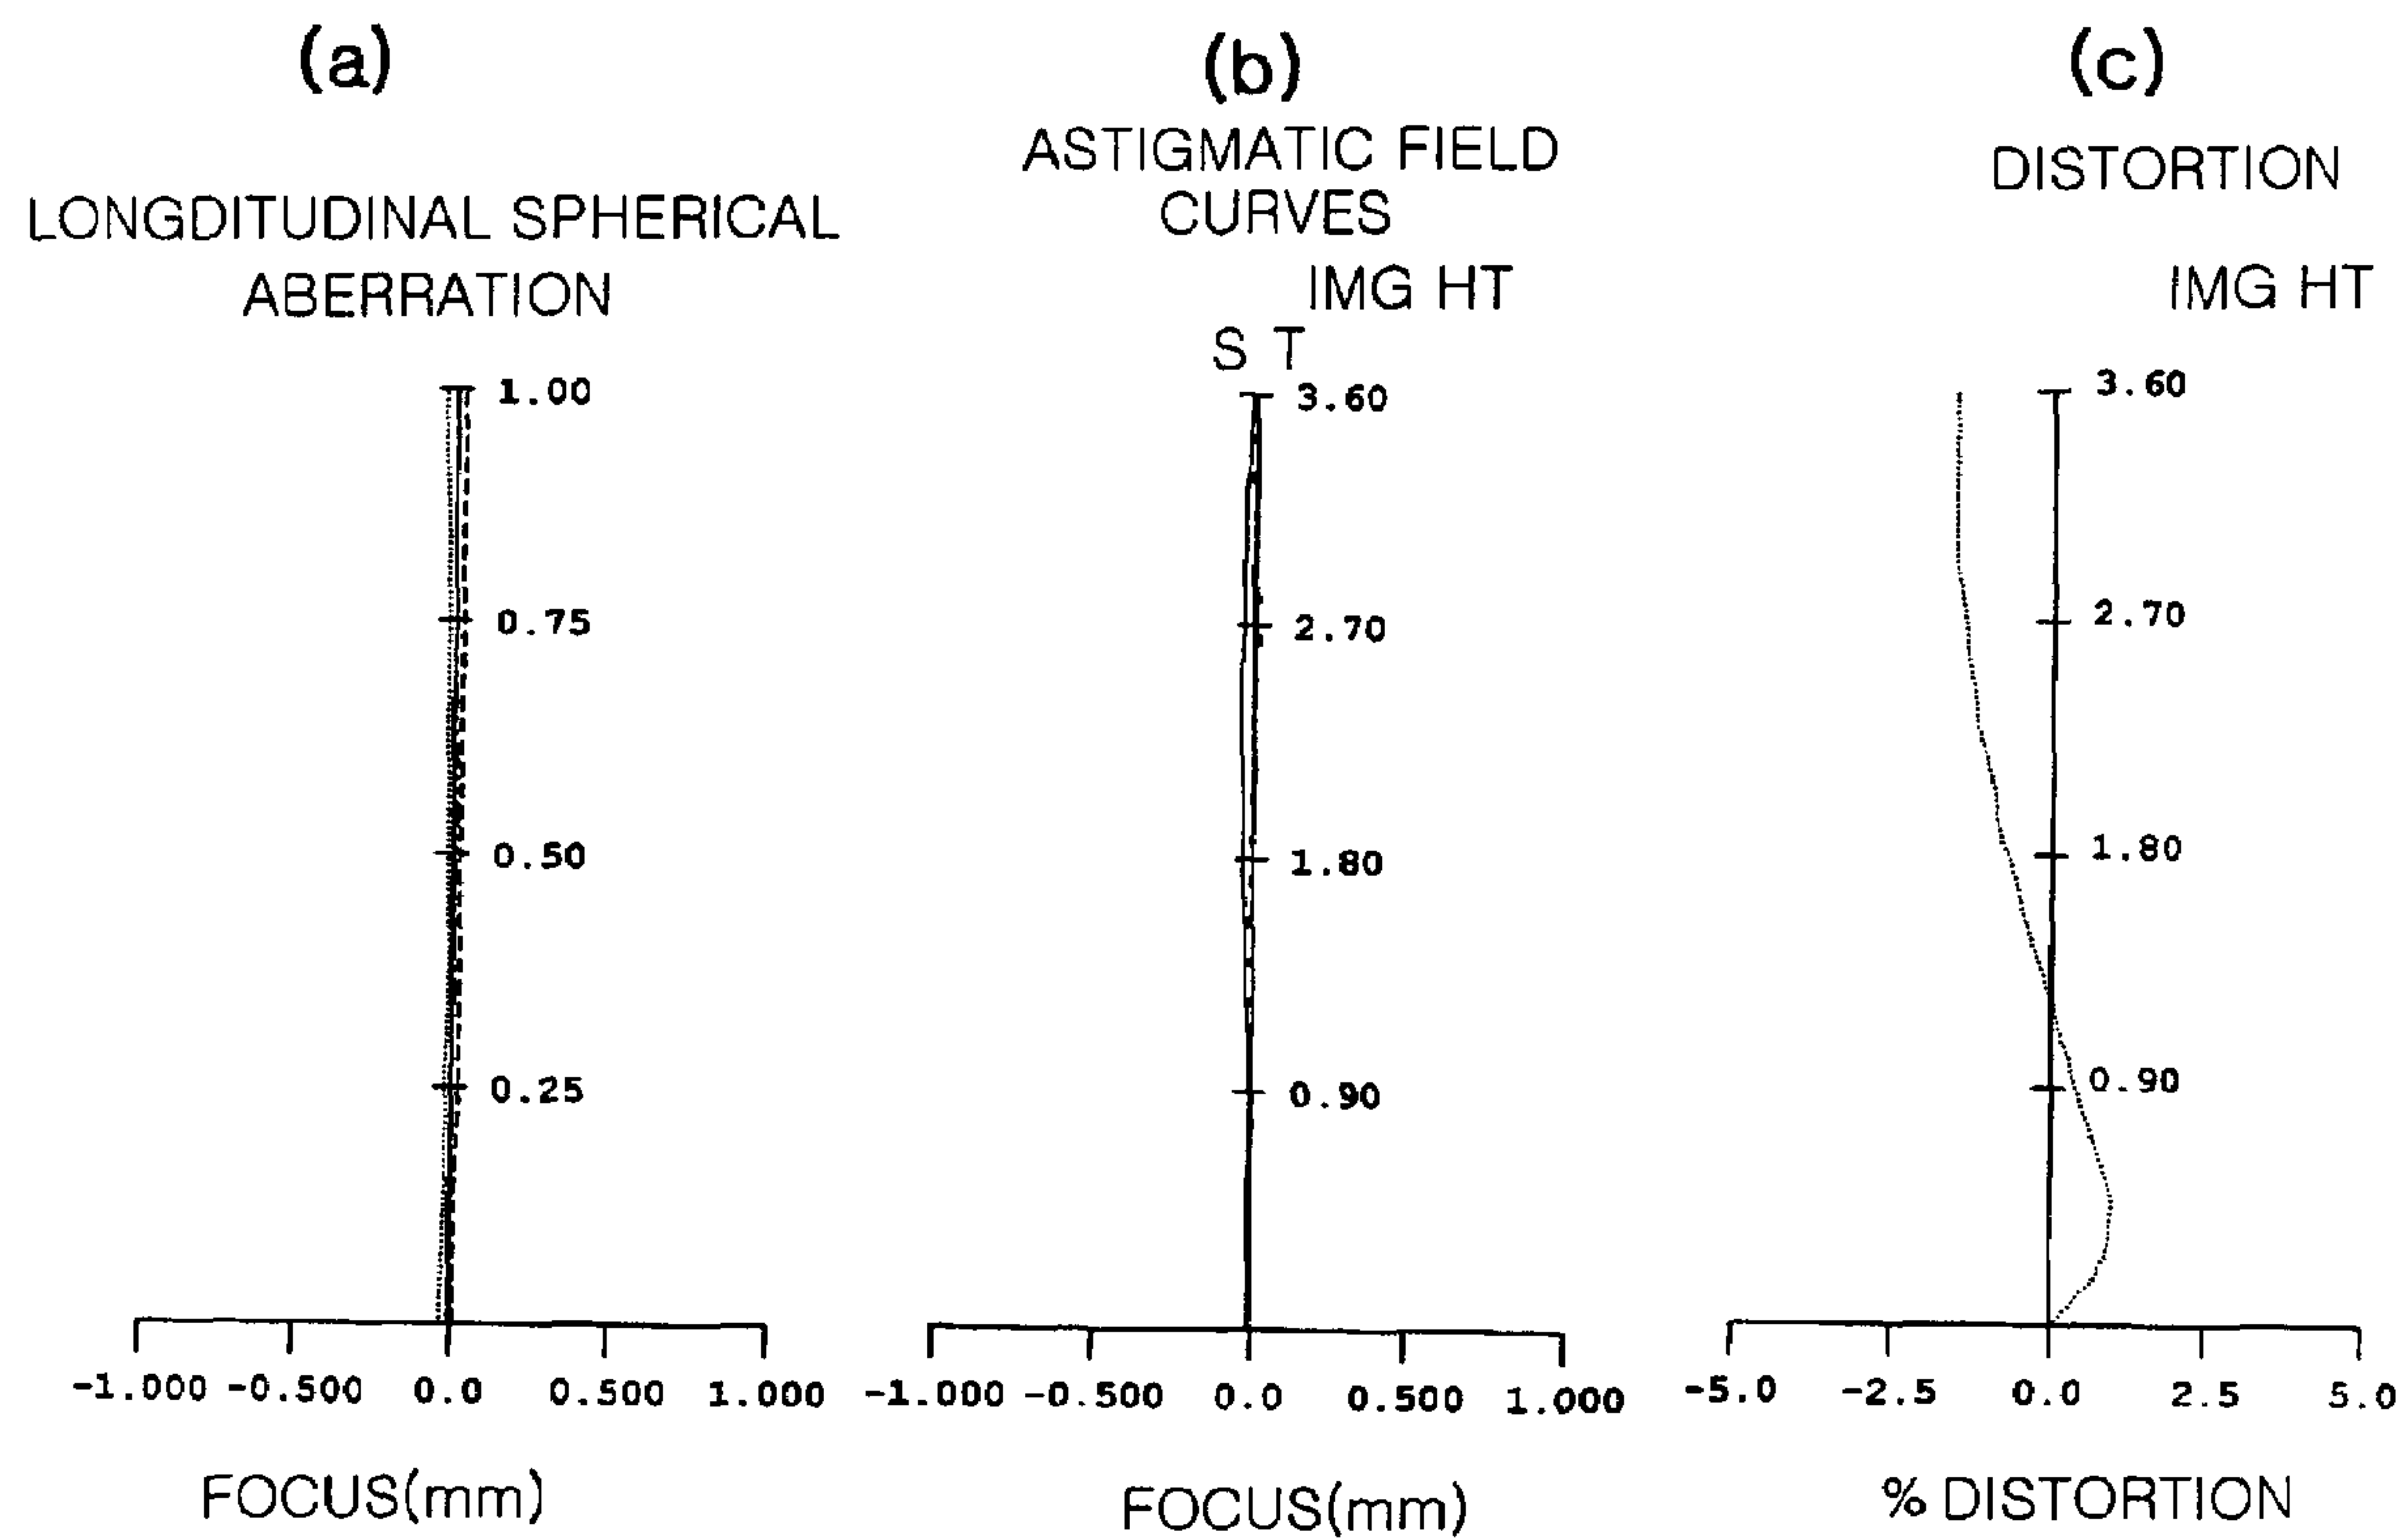 (a)
LONGDITUDINAL SPHERICAL
ABERRATION
1.00
0.75
0.50
0.25
-1.000 -0.500 0.0 0.500 1.000
FOCUS(mm)
(b)
ASTIGMATIC FIELD
CURVES
IMG HT
S T
3.60
2.70
1.80
0.90
-1.000 -0.500 0.0 0.500 1.000
FOCUS(mm)
(c)
DISTORTION
IMG HT
3.60
2.70
1.80
0.90
-5.0 -2.5 0.0 2.5 5.0
% DISTORTION